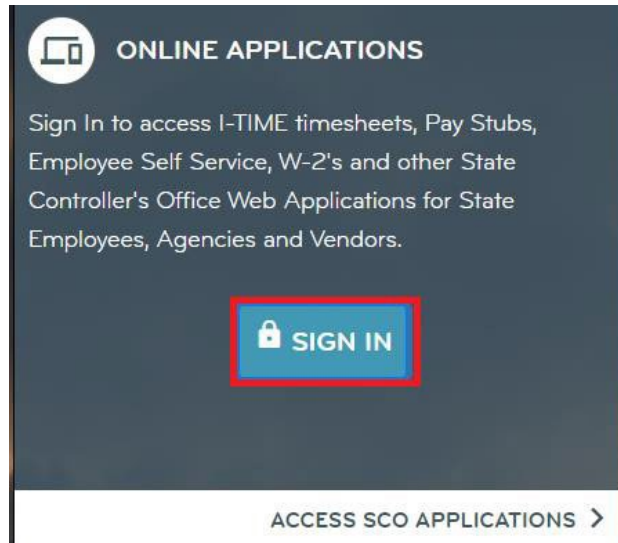 ONLINE APPLICATIONS
Sign In to access I-TIME timesheets, Pay Stubs,
Employee Self Service, W-2's and other State
Controller's Office Web Applications for State
Employees, Agencies and Vendors.
SIGN IN
ACCESS SCO APPLICATIONS >